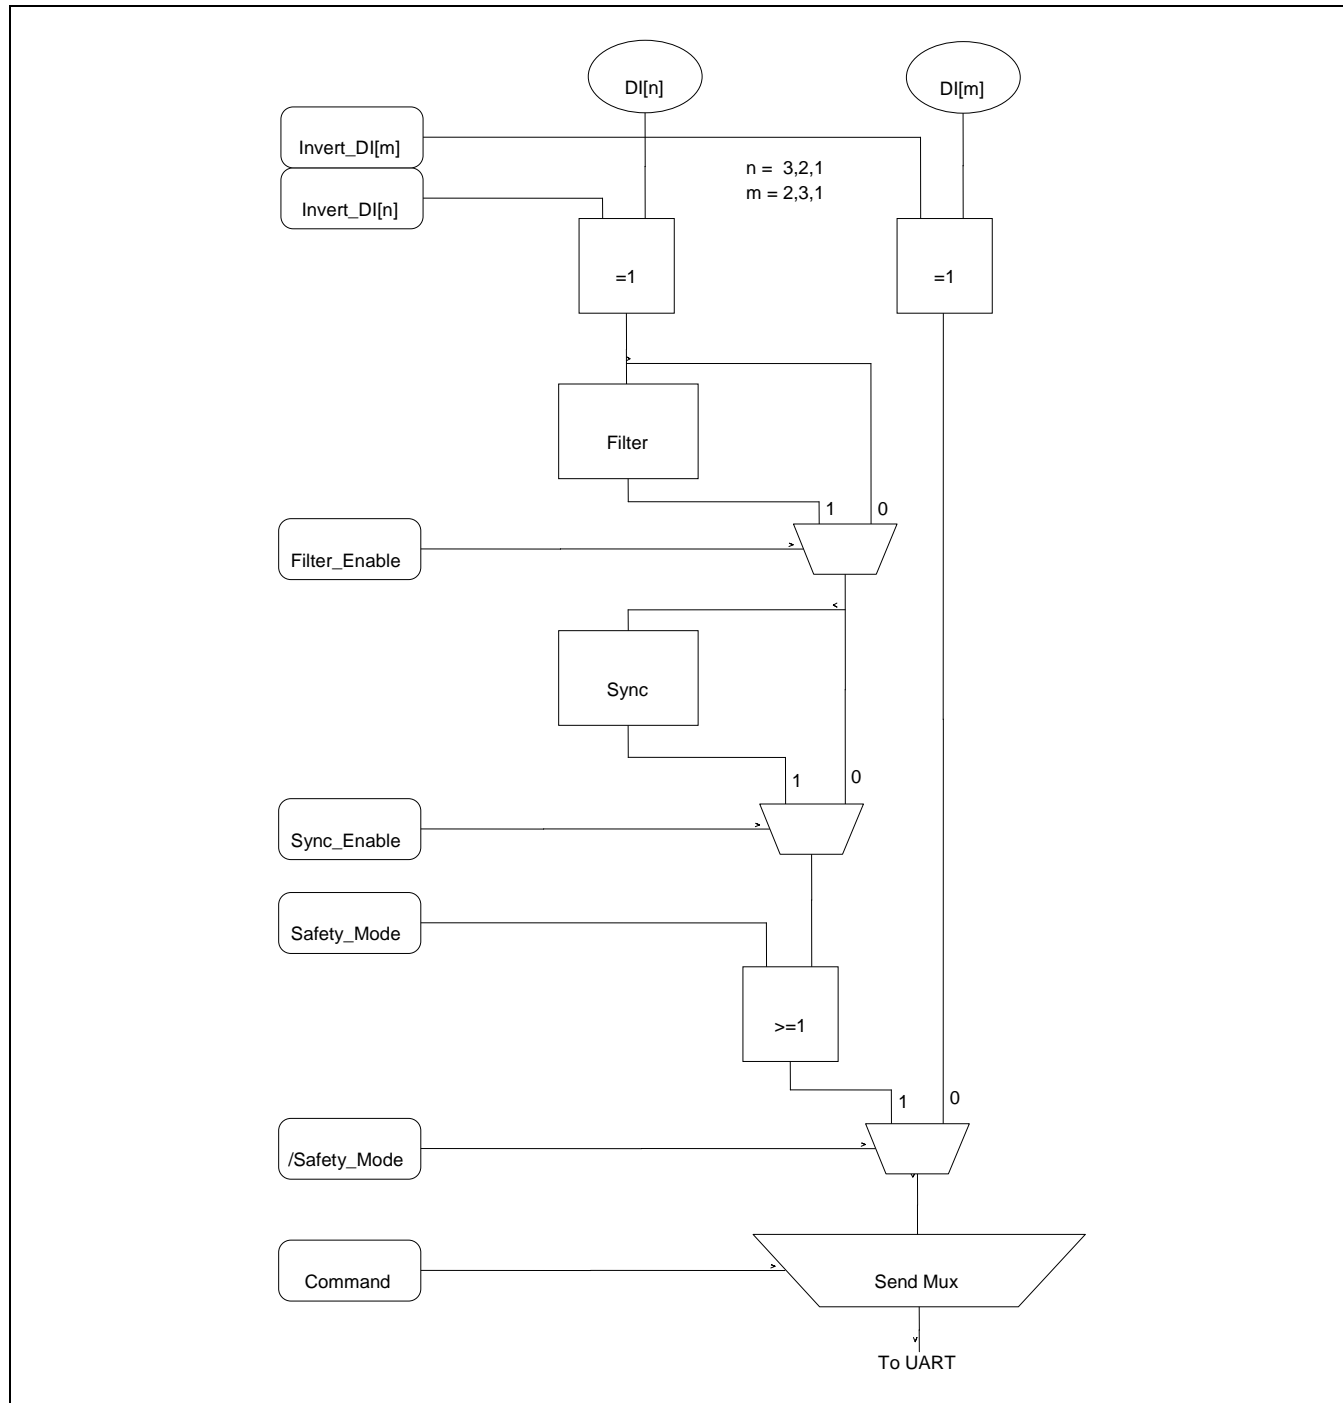 DI[n]
DI[m]
Invert_DI[m]
n = 3,2,1
m = 2,3,1
Invert_DI[n]
=1
=1
Filter
1
0
Filter_Enable
Sync
1
0
Sync_Enable
Safety_Mode
>=1
1
0
/Safety_Mode
Command
Send Mux
To UART